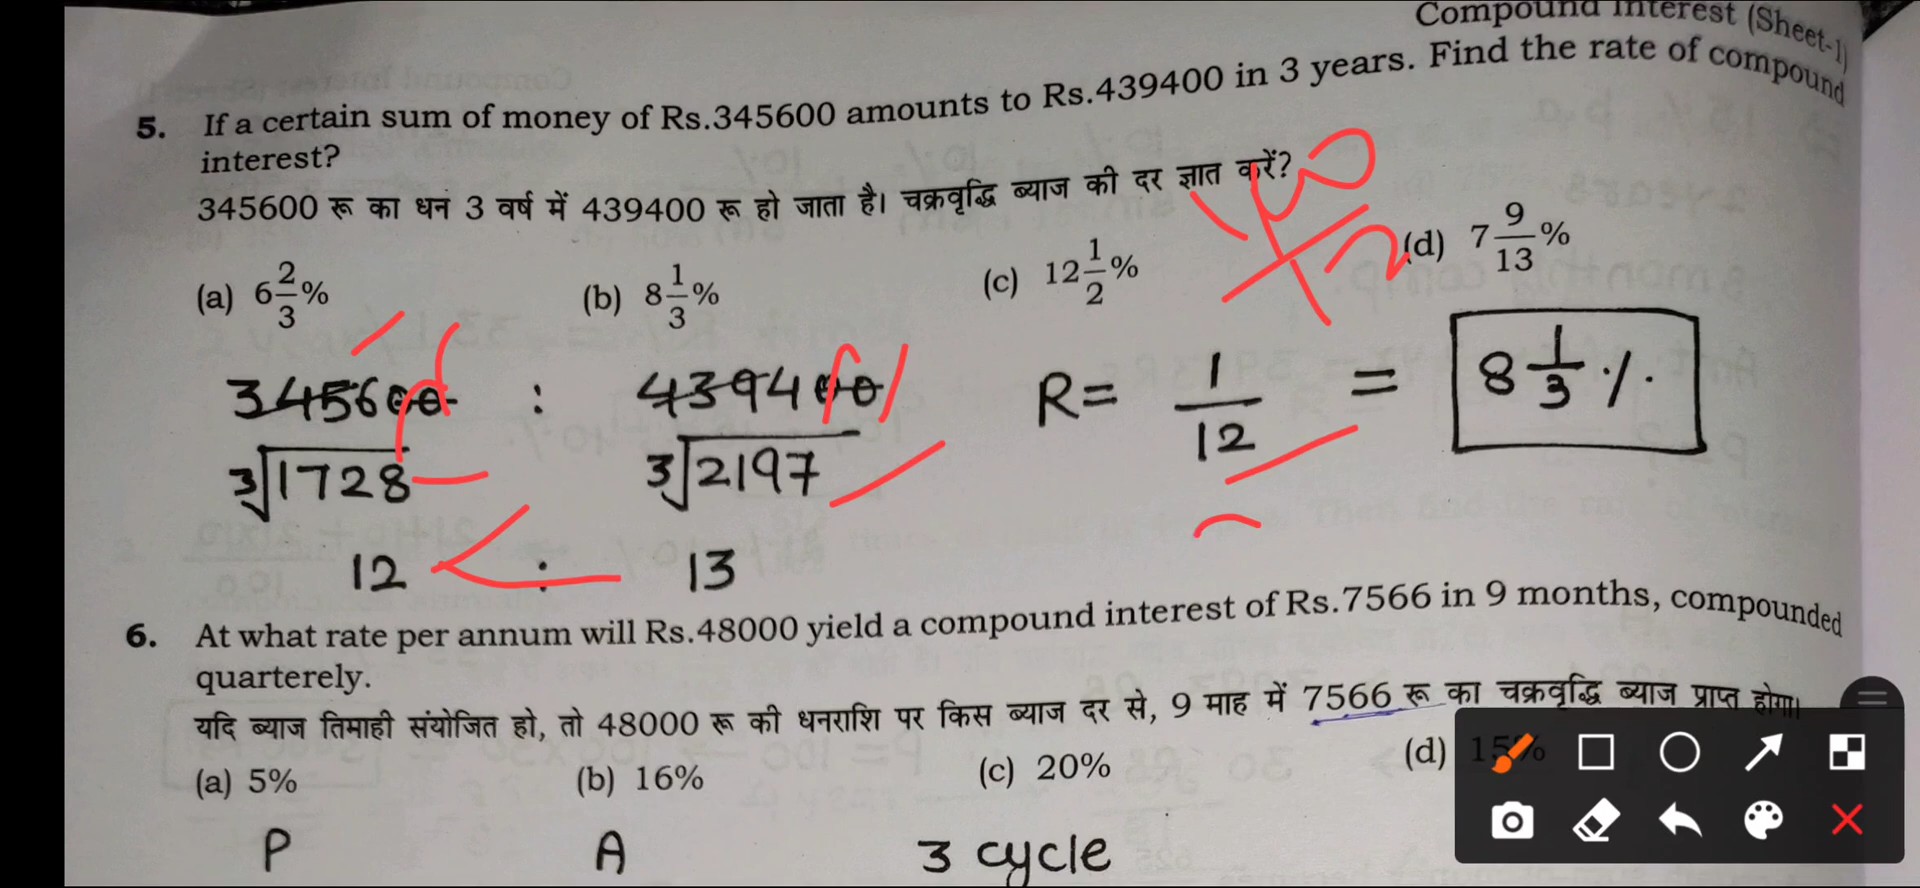 Compound Interest (Sheet-1)
5. If a certain sum of money of Rs.345600 amounts to Rs.439400 in 3 years. Find the rate of compound
interest?
345600 रू का धन 3 वर्ष में 439400 रू हो जाता है। चक्रवृद्धि ब्याज की दर ज्ञात करें?
(a) 6 2/3 % (b) 8 1/3 % (c) 12 1/2 % (d) 7 9/13 %
345600 : 439400 R = 1/12 = 8 1/3 %.
∛1728 ∛2197
12 : 13
6. At what rate per annum will Rs.48000 yield a compound interest of Rs.7566 in 9 months, compounded
quarterely.
यदि ब्याज तिमाही संयोजित हो, तो 48000 रू की धनराशि पर किस ब्याज दर से, 9 माह में 7566 रू का चक्रवृद्धि ब्याज प्राप्त होगा।
(a) 5% (b) 16% (c) 20% (d) 15%
P A 3 cycle